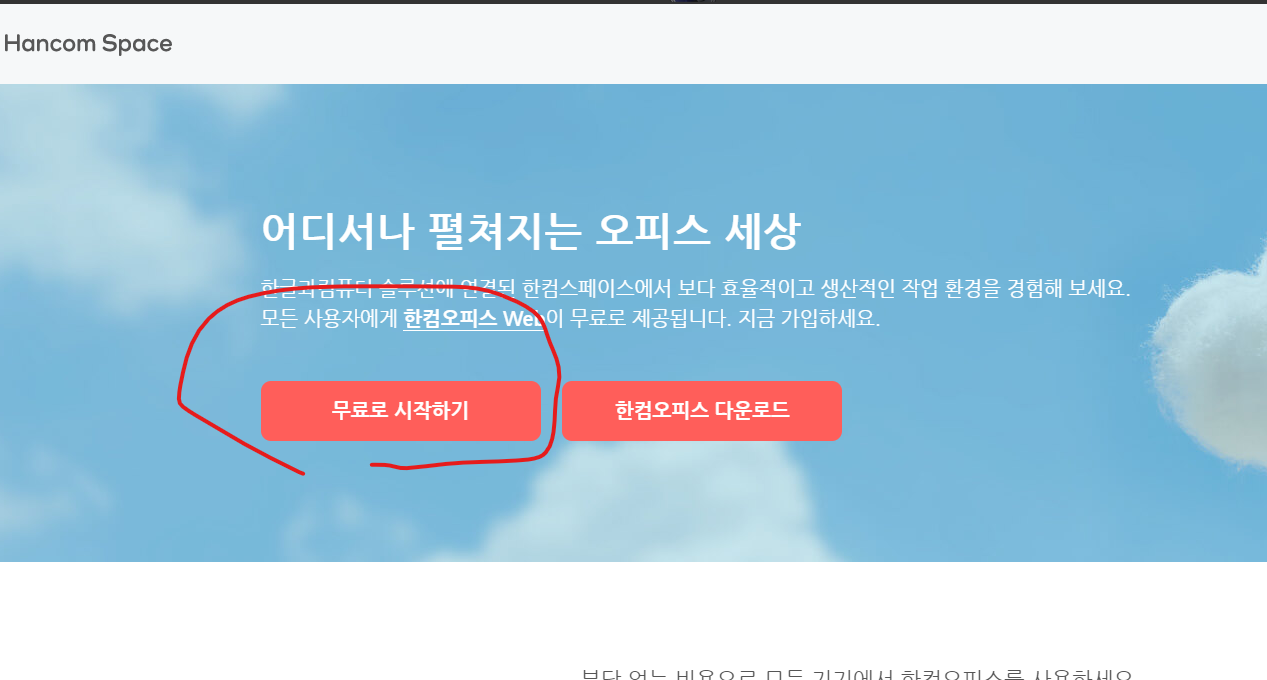 Hancom Space
어디서나 펼쳐지는 오피스 세상
한글과컴퓨터 솔루션에 연결된 한컴스페이스에서 보다 효율적이고 생산적인 작업 환경을 경험해 보세요.
모든 사용자에게 한컴오피스 Web이 무료로 제공됩니다. 지금 가입하세요.
무료로 시작하기
한컴오피스 다운로드
부담 없는 비용으로 모든 기기에서 한컴오피스를 사용하세요